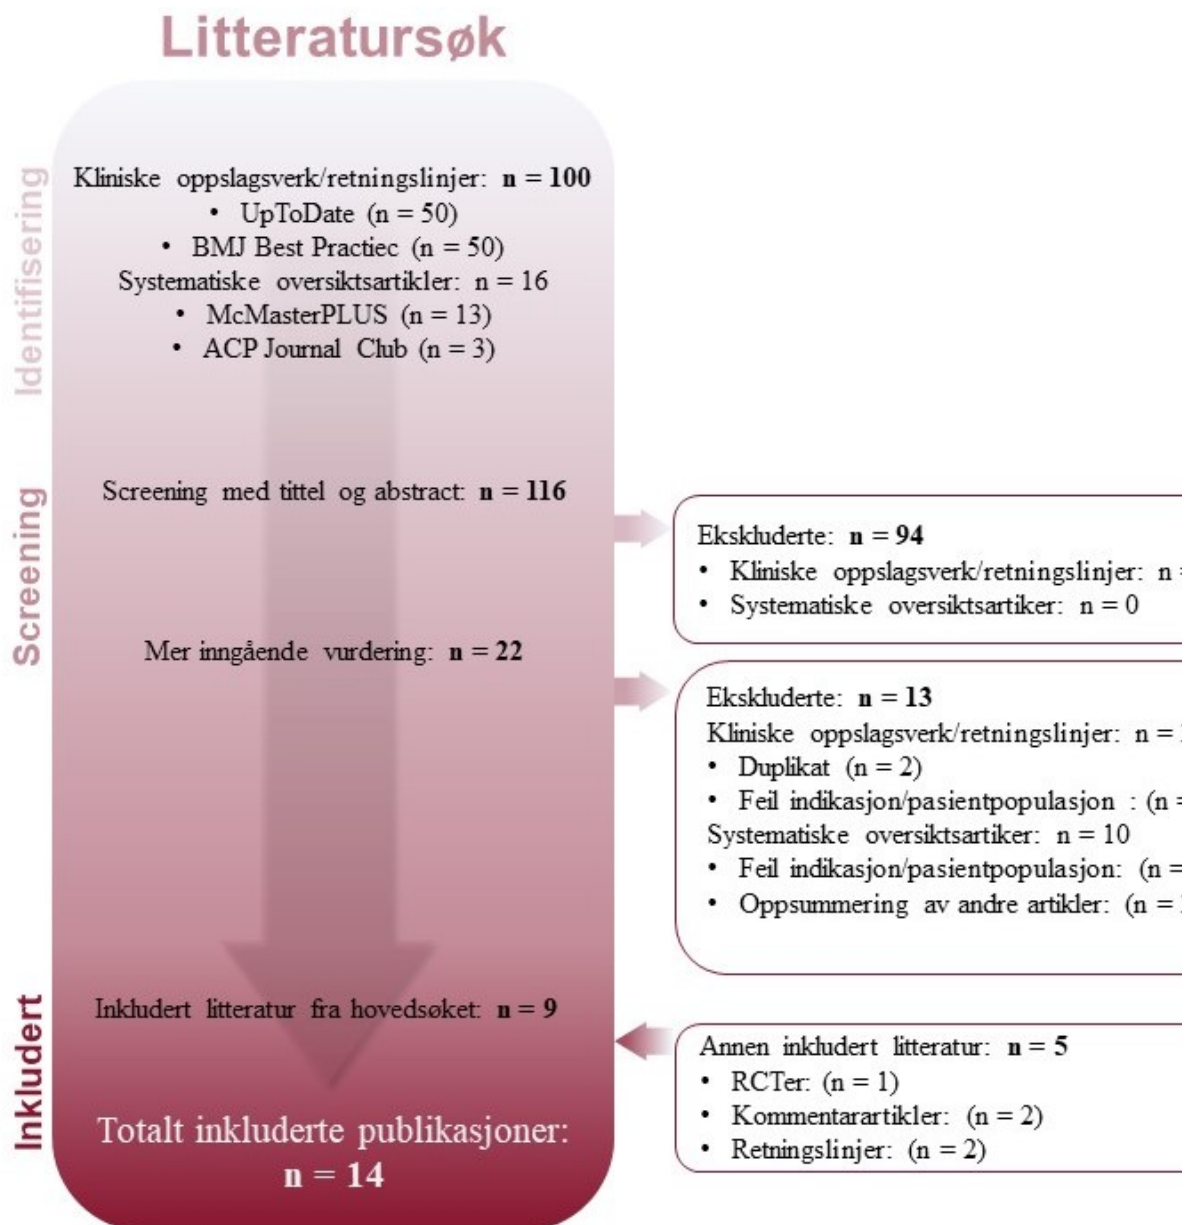 Litteratursøk
Identifisering
Kliniske oppslagsverk/retningslinjer: n = 100
• UpToDate (n = 50)
• BMJ Best Practiec (n = 50)
Systematiske oversiktsartikler: n = 16
• McMasterPLUS (n = 13)
• ACP Journal Club (n = 3)
Screening
Screening med tittel og abstract: n = 116
Ekskluderte: n = 94
• Kliniske oppslagsverk/retningslinjer: n =
• Systematiske oversiktsartiker: n = 0
Mer inngående vurdering: n = 22
Ekskluderte: n = 13
Kliniske oppslagsverk/retningslinjer: n =
• Duplikat (n = 2)
• Feil indikasjon/pasientpopulasjon : (n =
Systematiske oversiktsartiker: n = 10
• Feil indikasjon/pasientpopulasjon: (n =
• Oppsummering av andre artikler: (n =
Inkludert
Inkludert litteratur fra hovedsøket: n = 9
Annen inkludert litteratur: n = 5
• RCTer: (n = 1)
• Kommentarartikler: (n = 2)
• Retningslinjer: (n = 2)
Totalt inkluderte publikasjoner:
n = 14